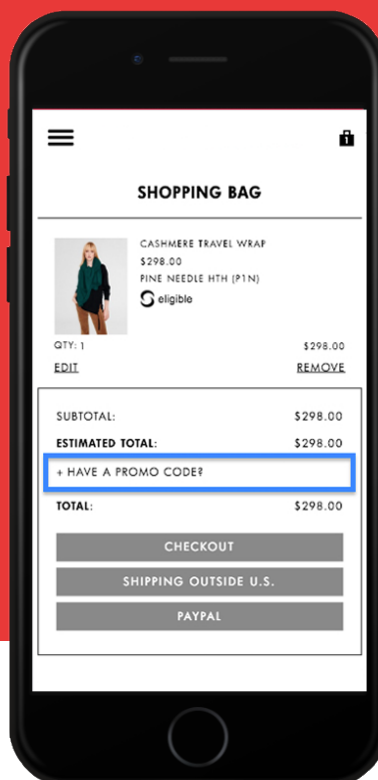 1
SHOPPING BAG
CASHMERE TRAVEL WRAP
$298.00
PINE NEEDLE HTH (P1N)
S eligible
QTY: 1 $298.00
EDIT REMOVE
SUBTOTAL: $298.00
ESTIMATED TOTAL: $298.00
+ HAVE A PROMO CODE?
TOTAL: $298.00
CHECKOUT
SHIPPING OUTSIDE U.S.
PAYPAL